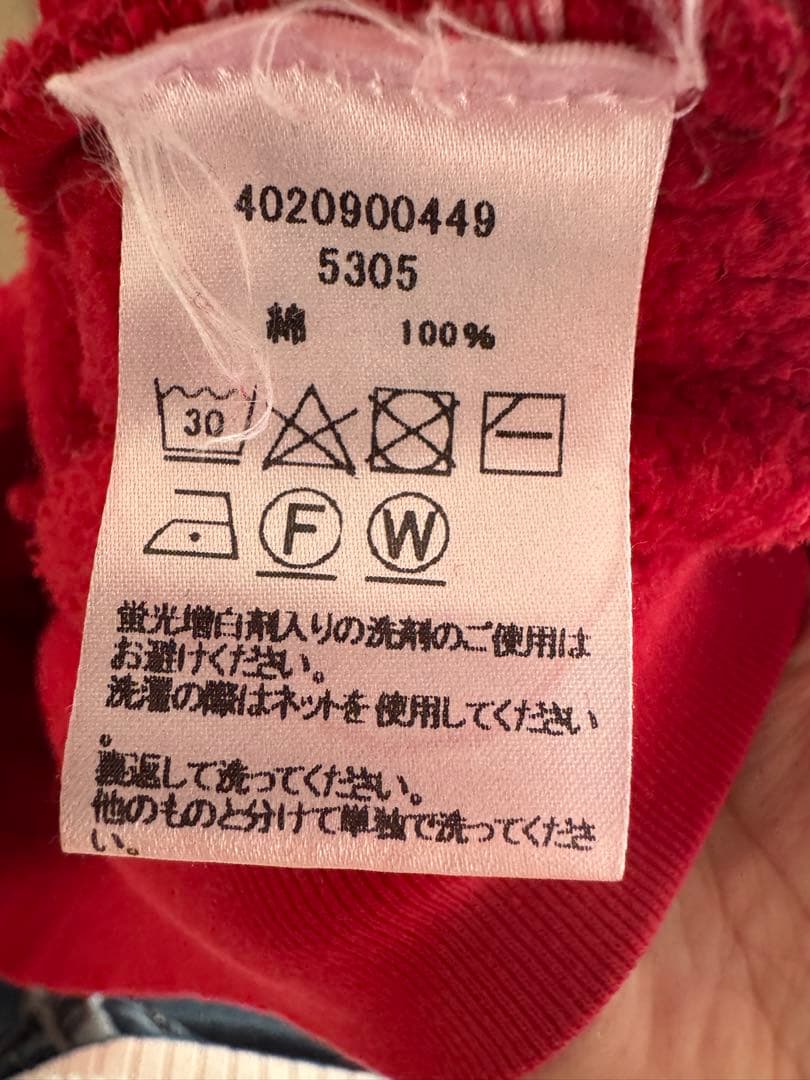 4020900449
5305
綿 100%
30
F W
蛍光増白剤入りの洗剤のご使用は
お避けください。
洗濯の際はネットを使用してください
。
裏返して洗ってください。
他のものと分けて単独で洗ってくださ
い。